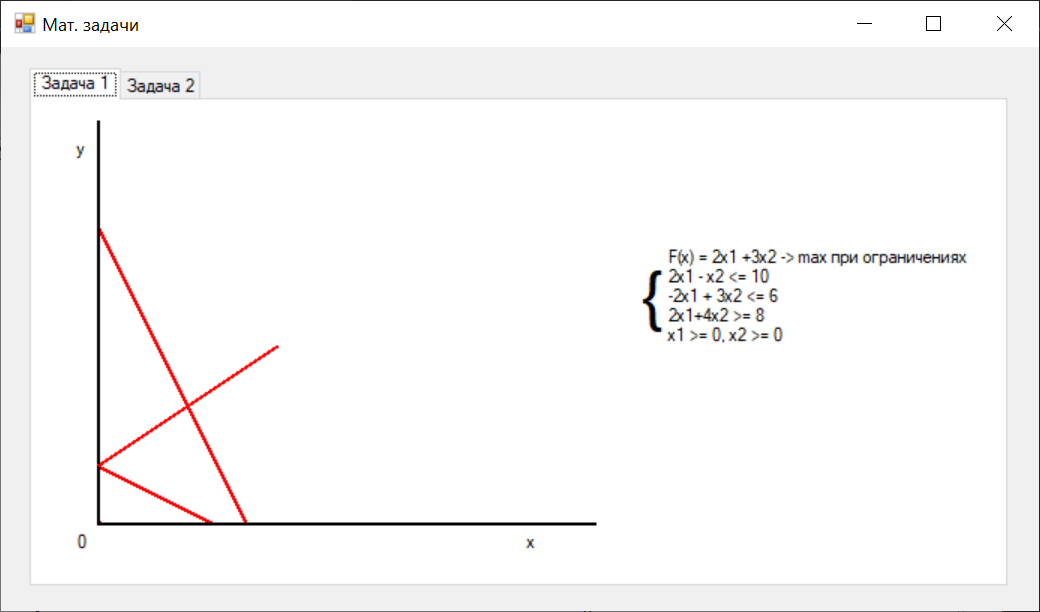 Мат. задачи
Задача 1
Задача 2
y
F(x) = 2x1 +3x2 -> max при ограничениях
{
2x1 - x2 <= 10
-2x1 + 3x2 <= 6
2x1+4x2 >= 8
x1 >= 0, x2 >= 0
0
x